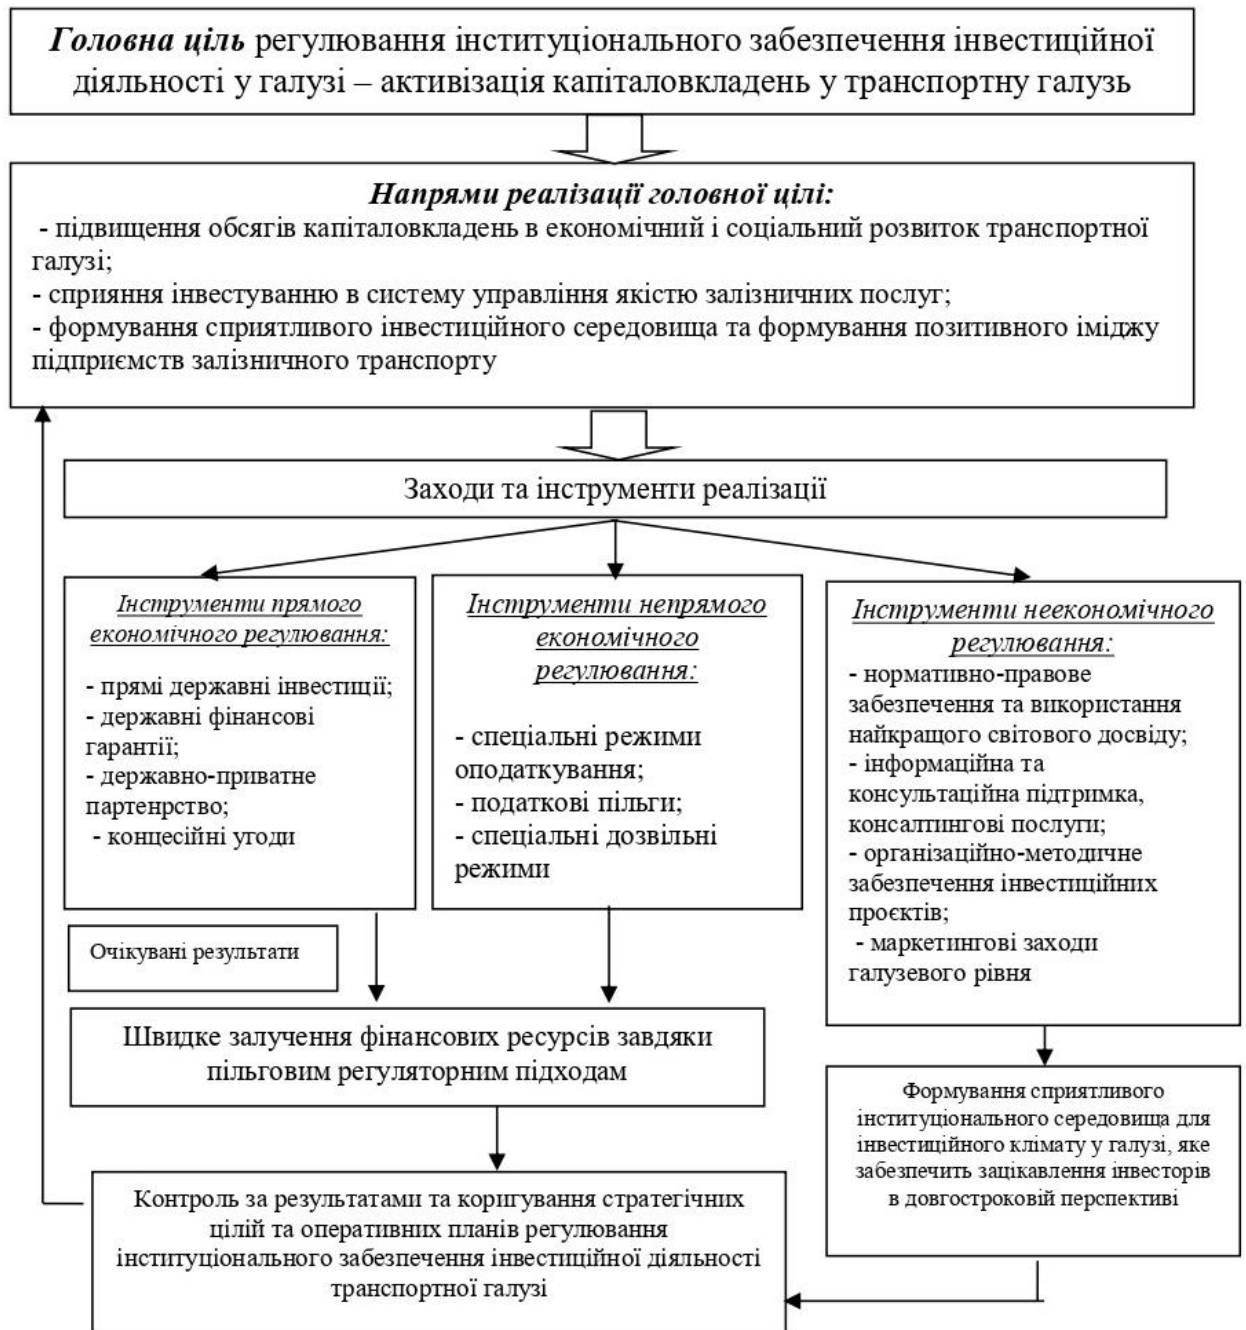 Головна ціль регулювання інституціонального забезпечення інвестиційної
діяльності у галузі – активізація капіталовкладень у транспортну галузь
Напрями реалізації головної цілі:
- підвищення обсягів капіталовкладень в економічний і соціальний розвиток транспортної
галузі;
- сприяння інвестуванню в систему управління якістю залізничних послуг;
- формування сприятливого інвестиційного середовища та формування позитивного іміджу
підприємств залізничного транспорту
Заходи та інструменти реалізації
Інструменти прямого
економічного регулювання:
- прямі державні інвестиції;
- державні фінансові
гарантії;
- державно-приватне
партенрство;
- концесійні угоди
Інструменти непрямого
економічного
регулювання:
- спеціальні режими
оподаткування;
- податкові пільги;
- спеціальні дозвільні
режими
Інструменти неекономічного
регулювання:
- нормативно-правове
забезпечення та використання
найкращого світового досвіду;
- інформаційна та
консультаційна підтримка,
консалтингові послуги;
- організаційно-методичне
забезпечення інвестиційних
проєктів;
- маркетингові заходи
галузевого рівня
Очікувані результати
Швидке залучення фінансових ресурсів завдяки
пільговим регуляторним підходам
Формування сприятливого
інституціонального середовища для
інвестиційного клімату у галузі, яке
забезпечить зацікавлення інвесторів
в довгостроковій перспективі
Контроль за результатами та коригування стратегічних
цілій та оперативних планів регулювання
інституціонального забезпечення інвестиційної діяльності
транспортної галузі